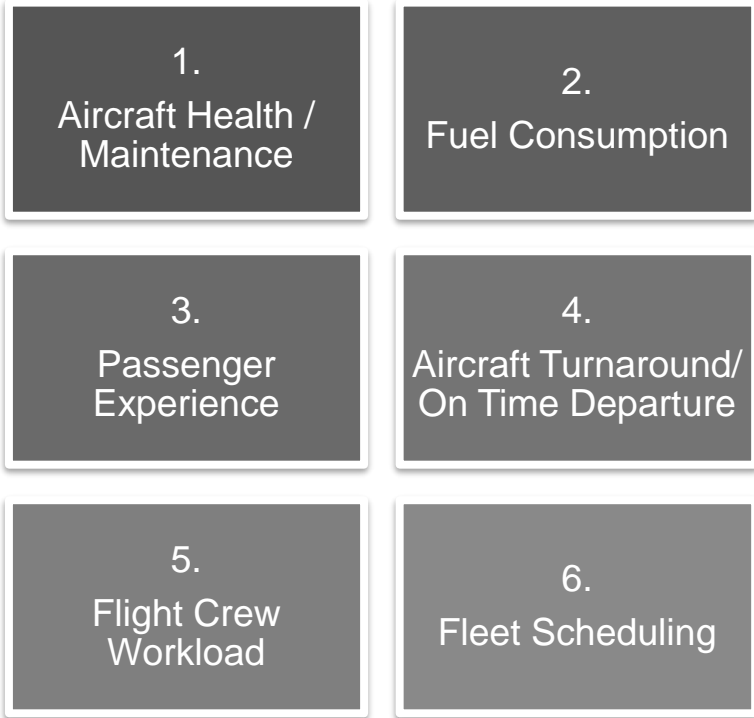 1.
Aircraft Health /
Maintenance
2.
Fuel Consumption
3.
Passenger
Experience
4.
Aircraft Turnaround/
On Time Departure
5.
Flight Crew
Workload
6.
Fleet Scheduling